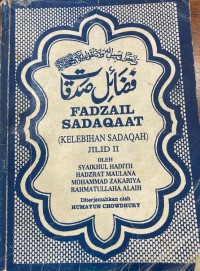 فضائل صدقات
FADZAIL
SADAQAAT
(KELEBIHAN SADAQAH)
JILID II
OLEH
SYAIKHUL HADITH
HADZRAT MAULANA
MOHAMMAD ZAKARIYA
RAHMATULLAHA ALAIH
Diterjemahkan oleh
HUMAYUN CHOWDHURY